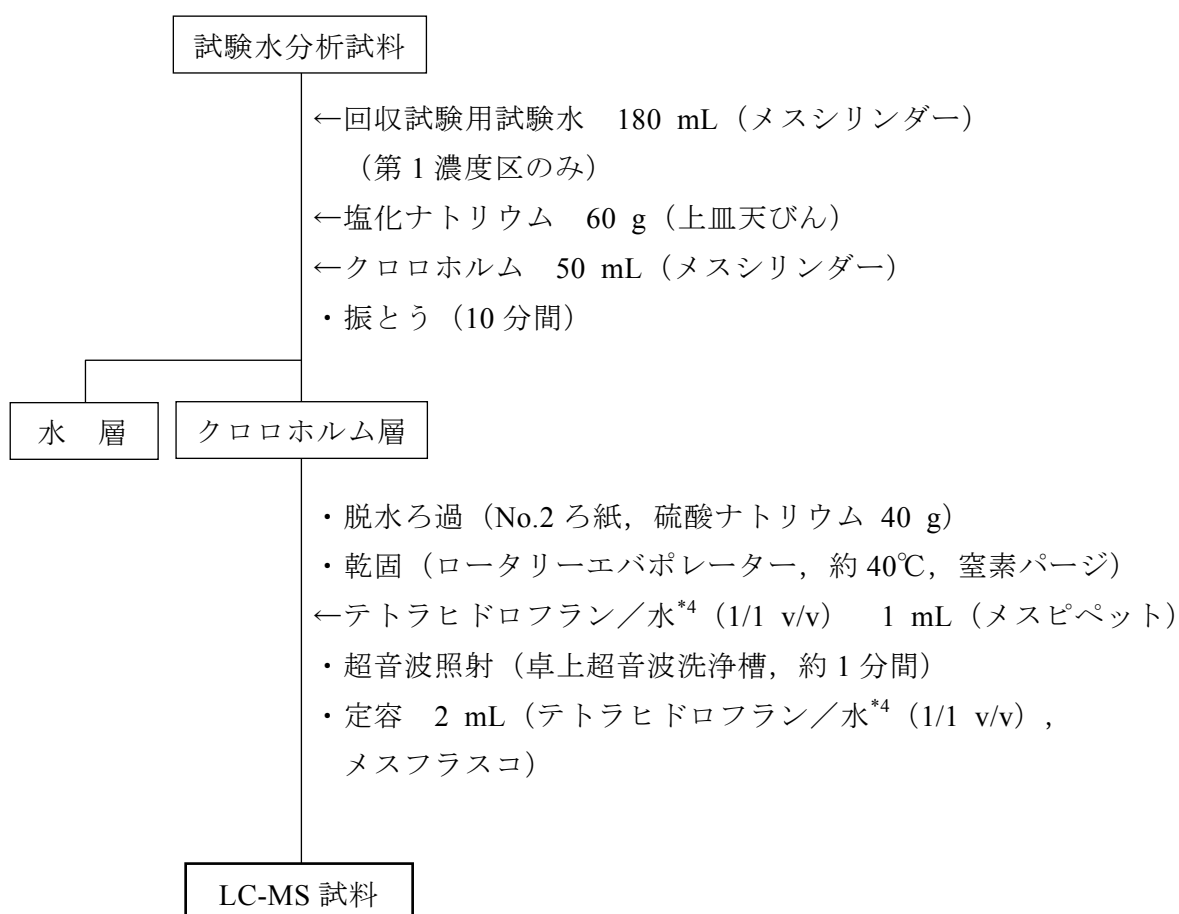 試験水分析試料
←回収試験用試験水 180 mL（メスシリンダー）
（第1濃度区のみ）
←塩化ナトリウム 60 g（上皿天びん）
←クロロホルム 50 mL（メスシリンダー）
・振とう（10分間）
水 層
クロロホルム層
・脱水ろ過（No.2 ろ紙，硫酸ナトリウム 40 g）
・乾固（ロータリーエバポレーター，約40℃，窒素パージ）
←テトラヒドロフラン／水*4（1/1 v/v） 1 mL（メスピペット）
・超音波照射（卓上超音波洗浄槽，約1分間）
・定容 2 mL（テトラヒドロフラン／水*4（1/1 v/v），
メスフラスコ）
LC-MS 試料